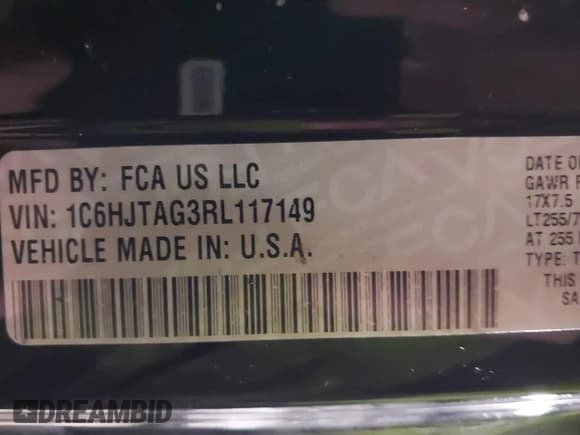 MFD BY: FCA US LLC
VIN: 1C6HJTAG3RL117149
VEHICLE MADE IN: U.S.A.
DATE O
GAWR F
17X7.5
LT255/7
AT 255
TYPE: T
THIS
SA
DREAMBID